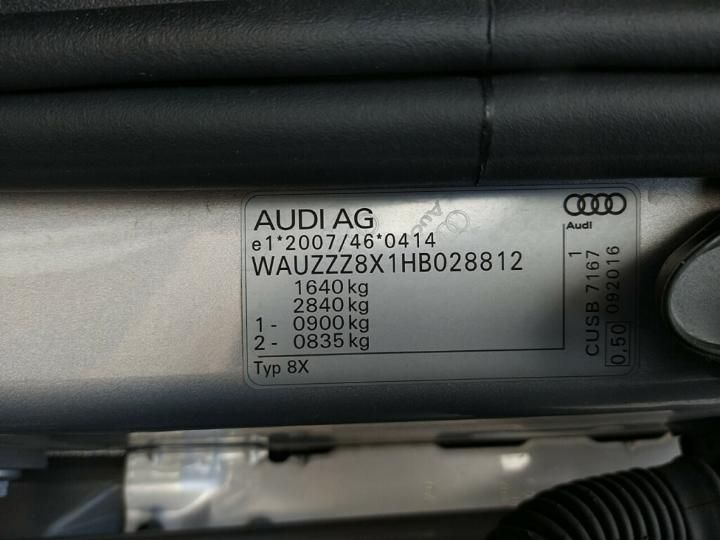 AUDI AG
e1*2007/46*0414
WAUZZZ8X1HB028812
1640 kg
2840 kg
1 - 0900 kg
2 - 0835 kg
Typ 8X
Audi
CUSB 7167 1
0.50 092016
Audi